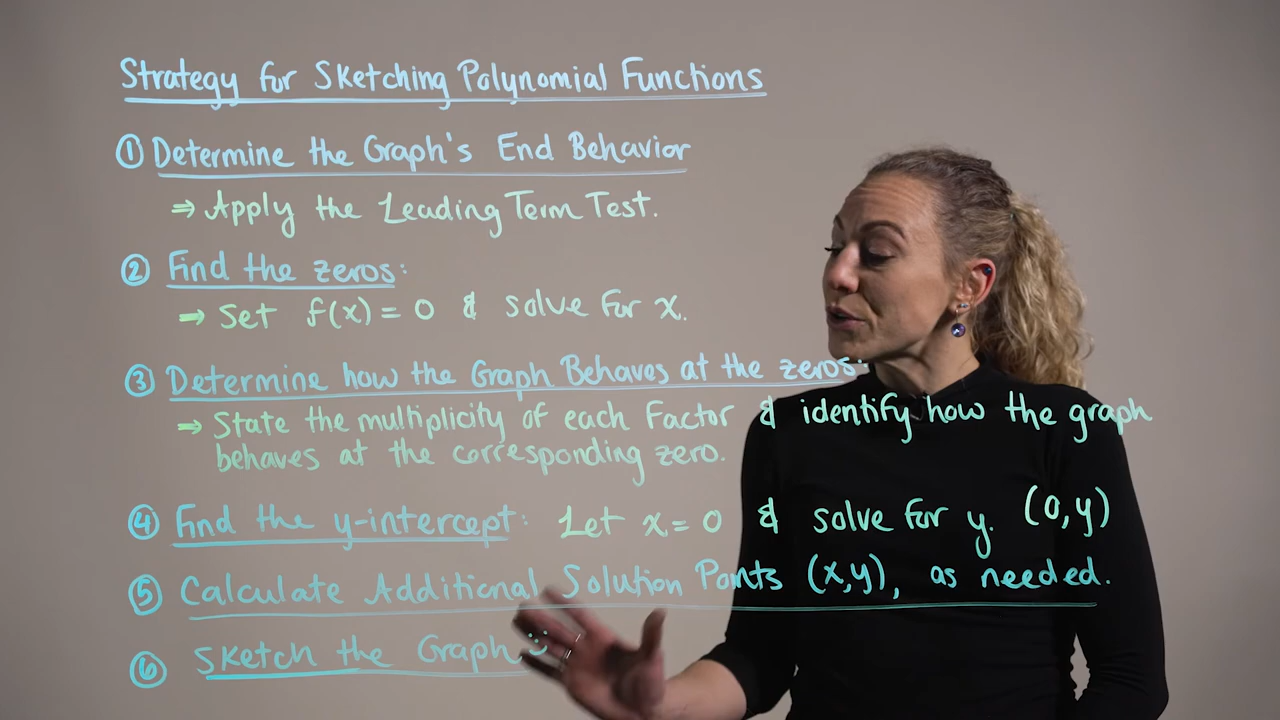 Strategy for Sketching Polynomial Functions
① Determine the Graph's End Behavior
⇒ Apply the Leading Term Test.
② Find the zeros:
⇒ Set f(x) = 0 & solve for x.
③ Determine how the Graph Behaves at the zeros:
⇒ State the multiplicity of each Factor & identify how the graph
behaves at the corresponding zero.
④ Find the y-intercept: Let x = 0 & solve for y. (0,y)
⑤ Calculate Additional Solution Points (x,y), as needed.
⑥ Sketch the Graph